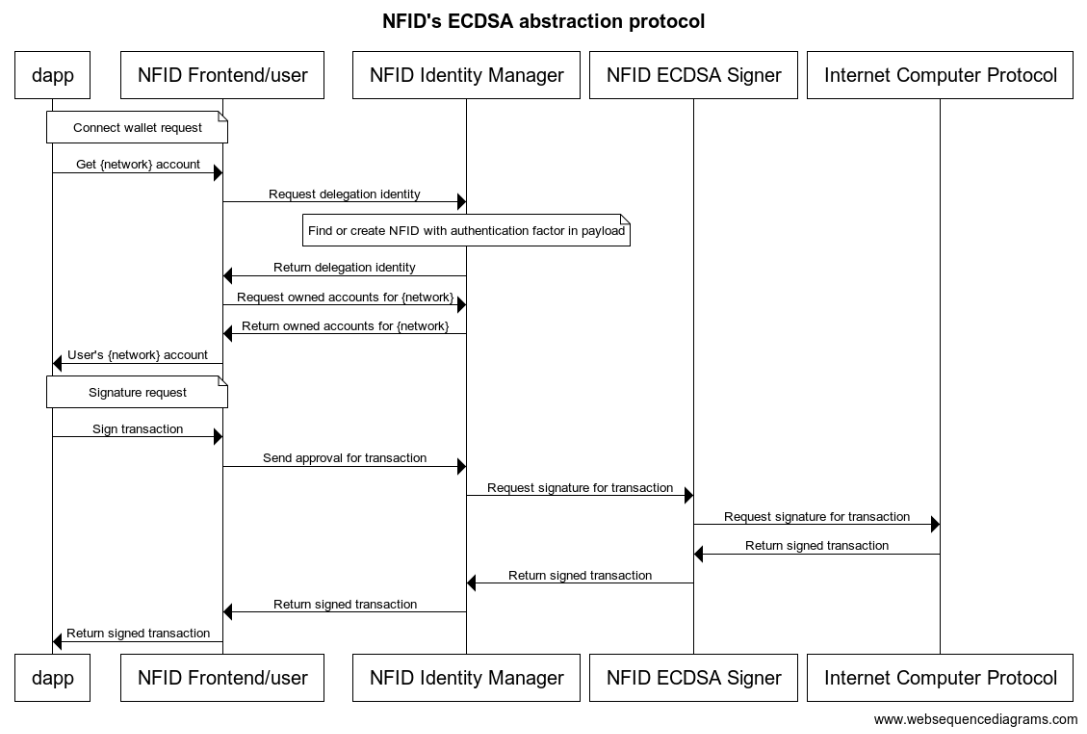 NFID's ECDSA abstraction protocol
dapp
NFID Frontend/user
NFID Identity Manager
NFID ECDSA Signer
Internet Computer Protocol
Connect wallet request
Get {network} account
Request delegation identity
Find or create NFID with authentication factor in payload
Return delegation identity
Request owned accounts for {network}
Return owned accounts for {network}
User's {network} account
Signature request
Sign transaction
Send approval for transaction
Request signature for transaction
Request signature for transaction
Return signed transaction
Return signed transaction
Return signed transaction
Return signed transaction
dapp
NFID Frontend/user
NFID Identity Manager
NFID ECDSA Signer
Internet Computer Protocol
www.websequencediagrams.com